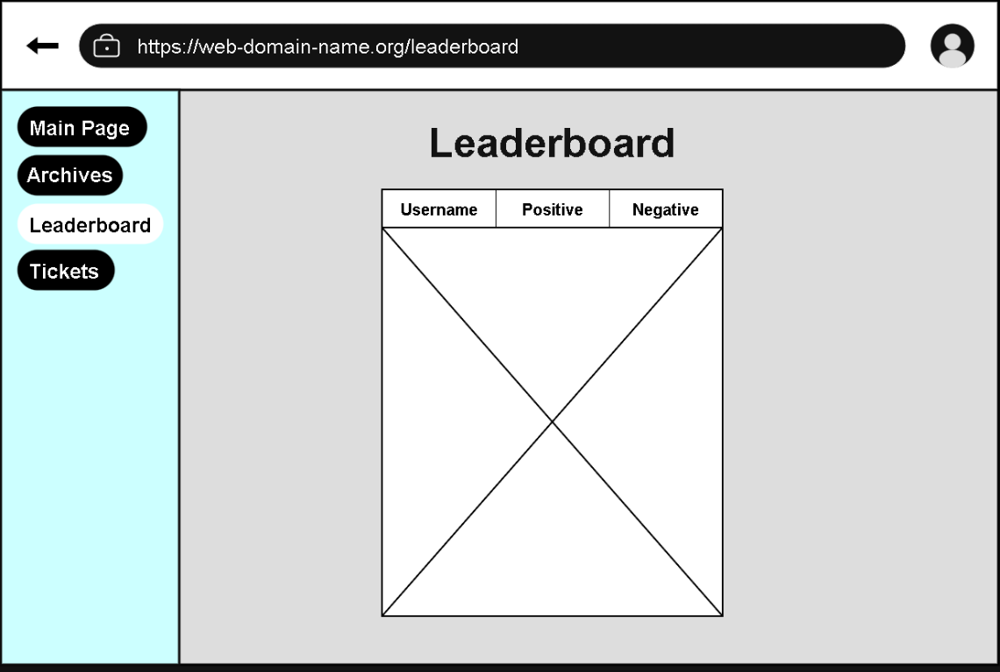 https://web-domain-name.org/leaderboard
Main Page
Archives
Leaderboard
Tickets
Leaderboard
Username Positive Negative